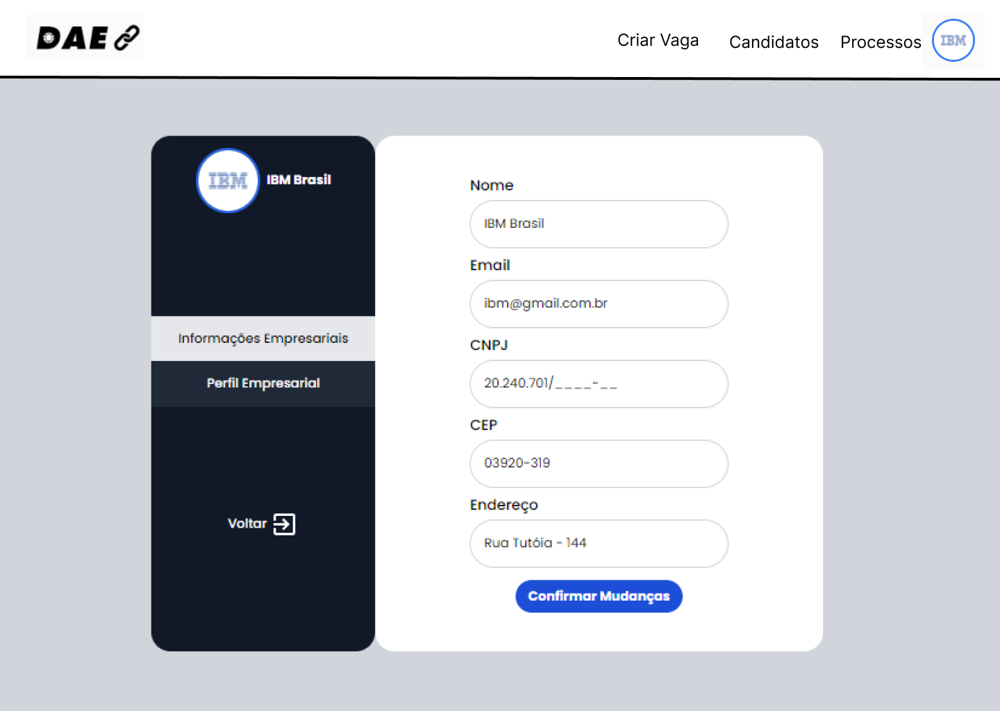 DAE
Criar Vaga
Candidatos
Processos
IBM
IBM
IBM Brasil
Informações Empresariais
Perfil Empresarial
Voltar
Nome
IBM Brasil
Email
ibm@gmail.com.br
CNPJ
20.240.701/____-__
CEP
03920-319
Endereço
Rua Tutóia - 144
Confirmar Mudanças